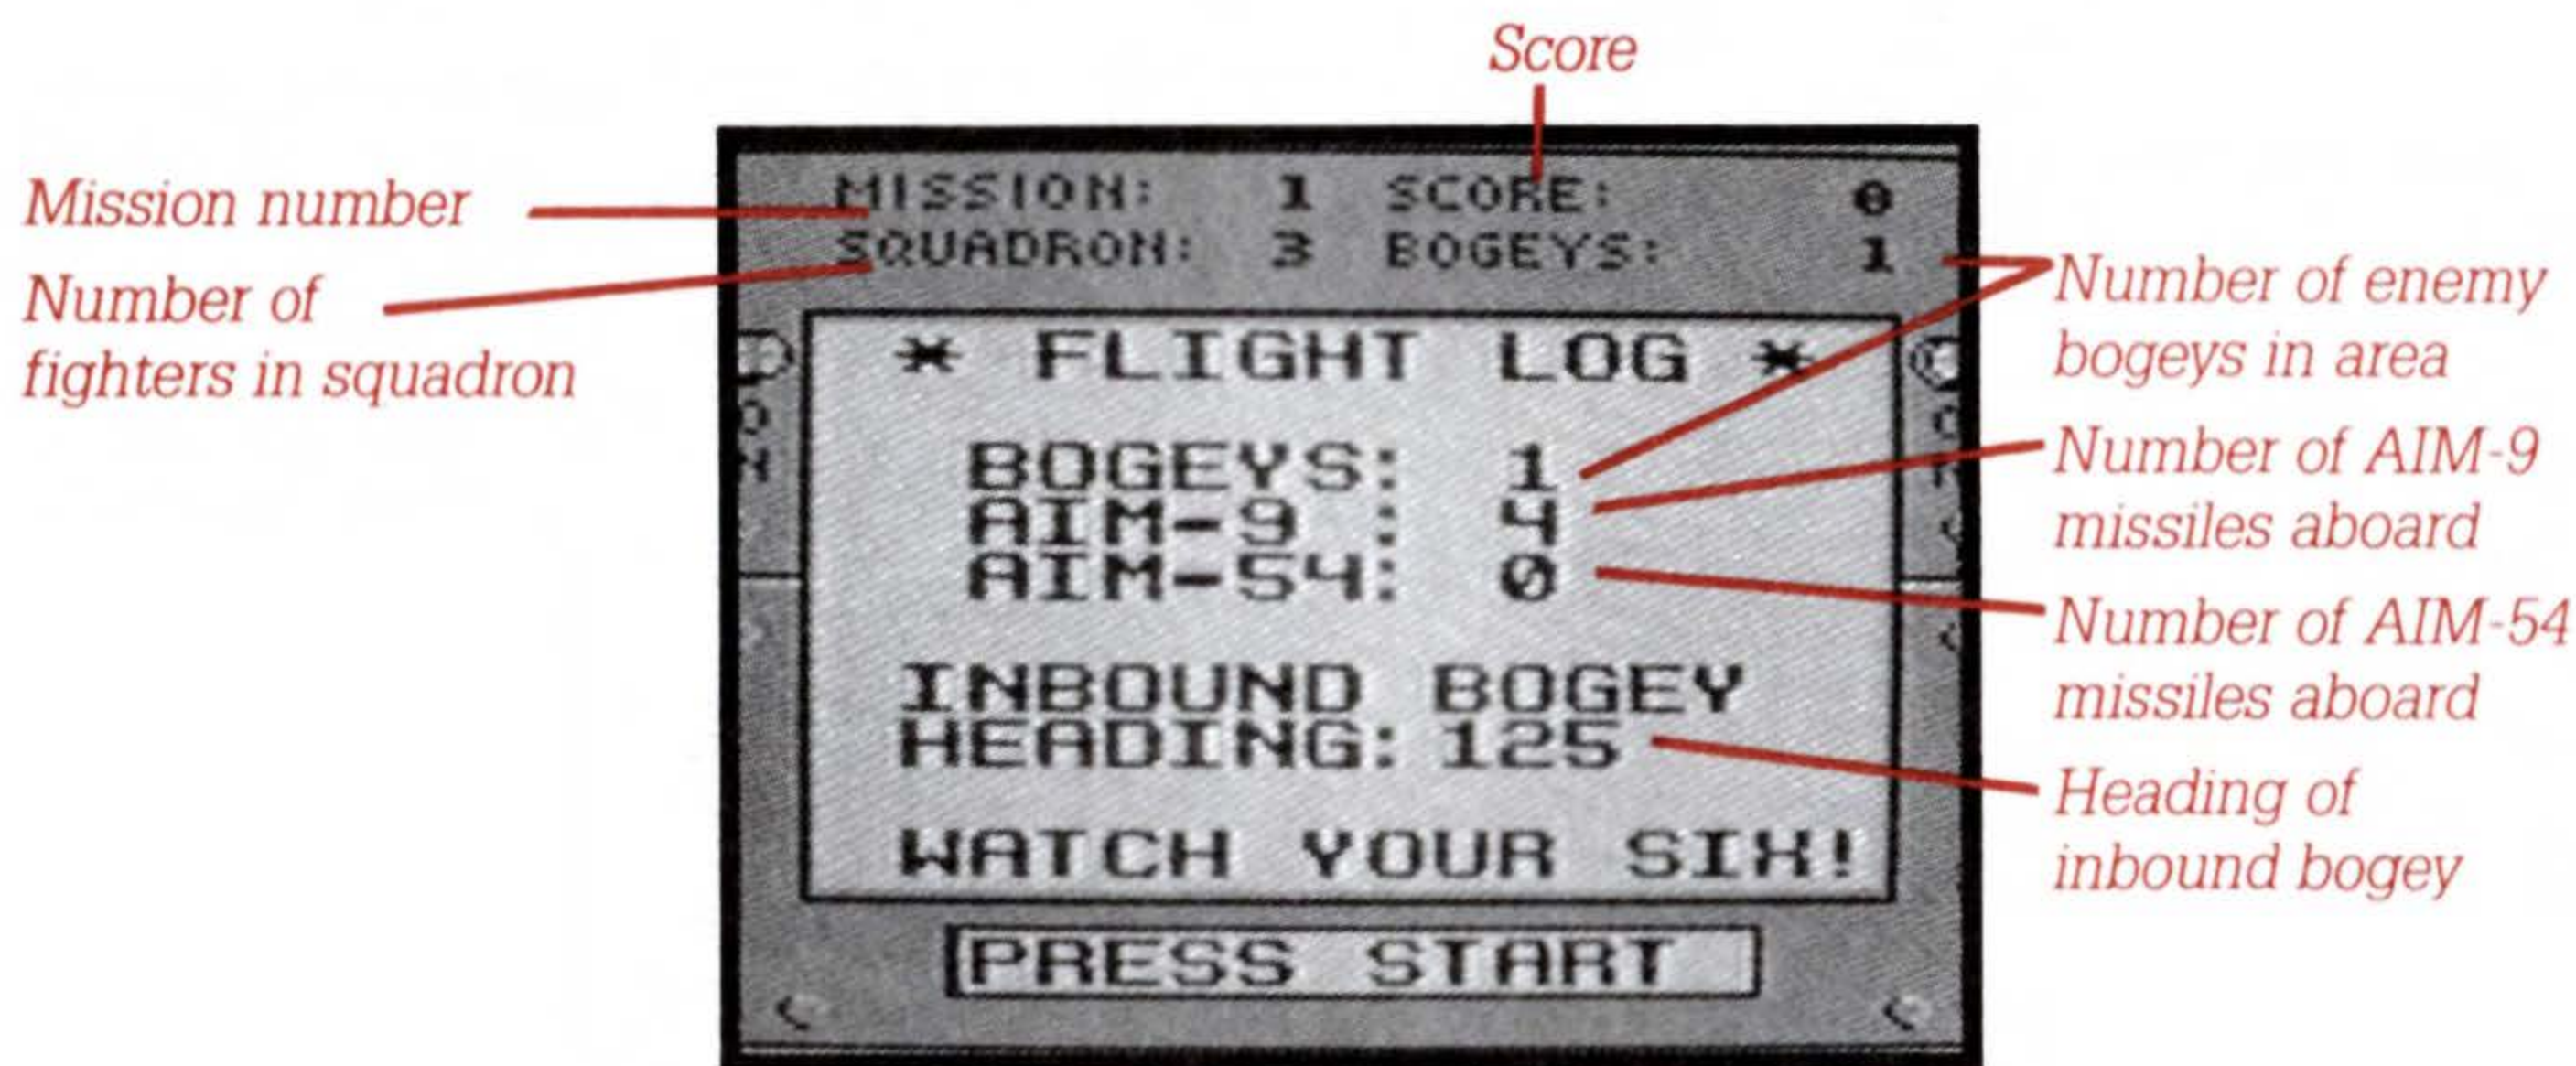 Score
Mission number
Number of
fighters in squadron
MISSION: 1 SCORE: 0
SQUADRON: 3 BOGEYS: 1
* FLIGHT LOG *
BOGEYS: 1
AIM-9 : 4
AIM-54: 0
INBOUND BOGEY
HEADING: 125
WATCH YOUR SIX!
PRESS START
Number of enemy
bogeys in area
Number of AIM-9
missiles aboard
Number of AIM-54
missiles aboard
Heading of
inbound bogey